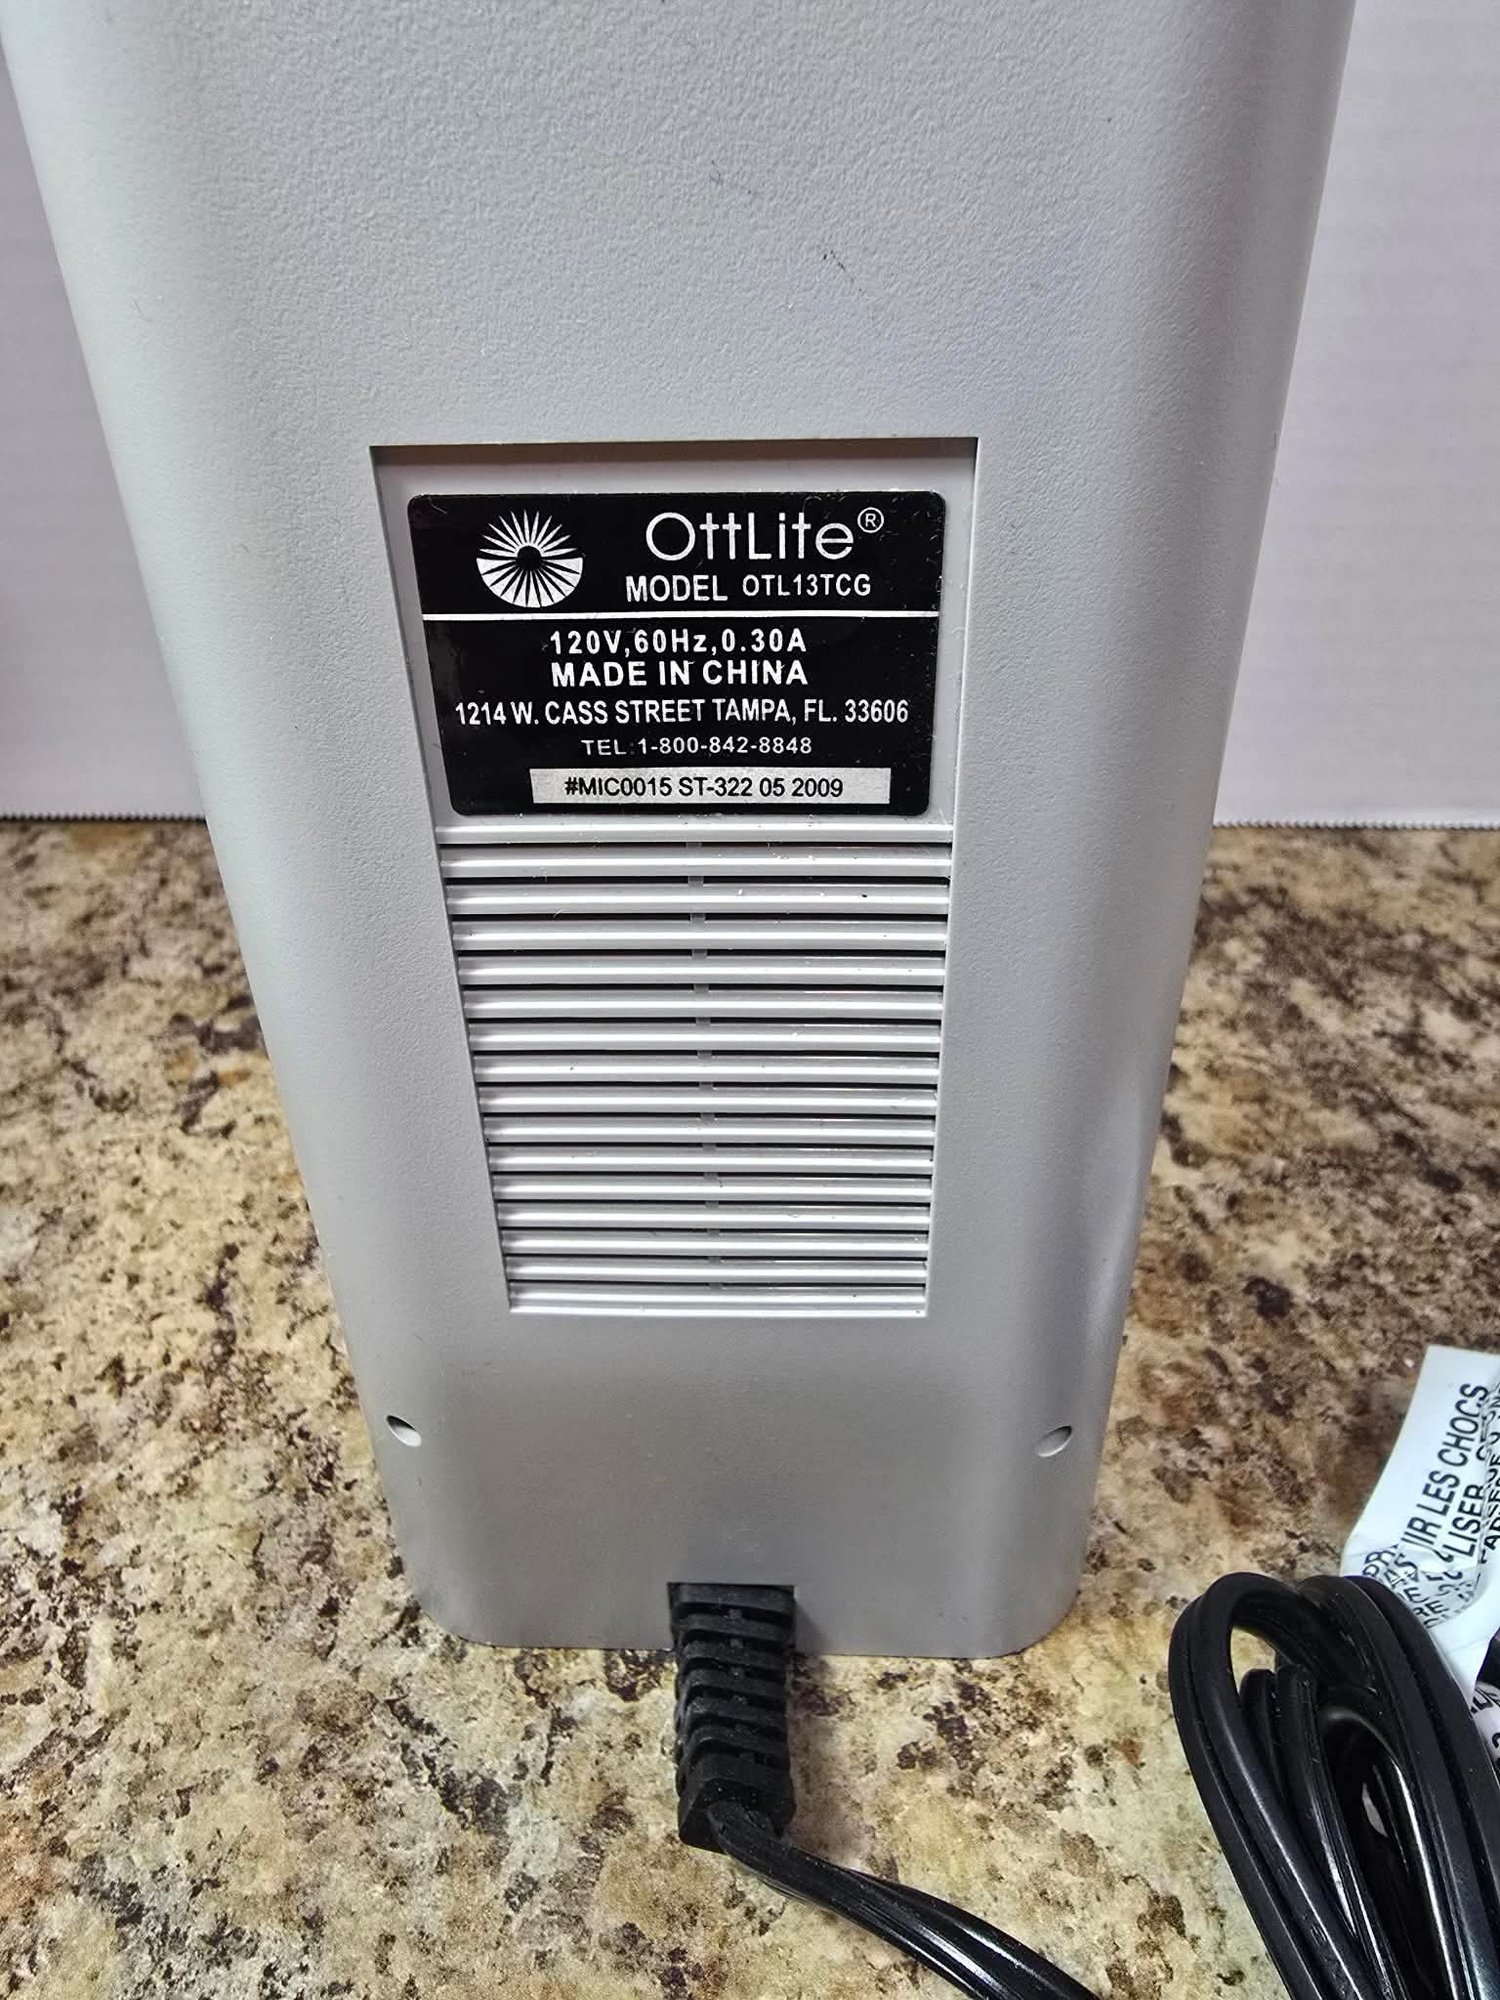 OttLite®
MODEL OTL13TCG
120V,60Hz,0.30A
MADE IN CHINA
1214 W. CASS STREET TAMPA, FL. 33606
TEL:1-800-842-8848
#MIC0015 ST-322 05 2009
LES CHOCS